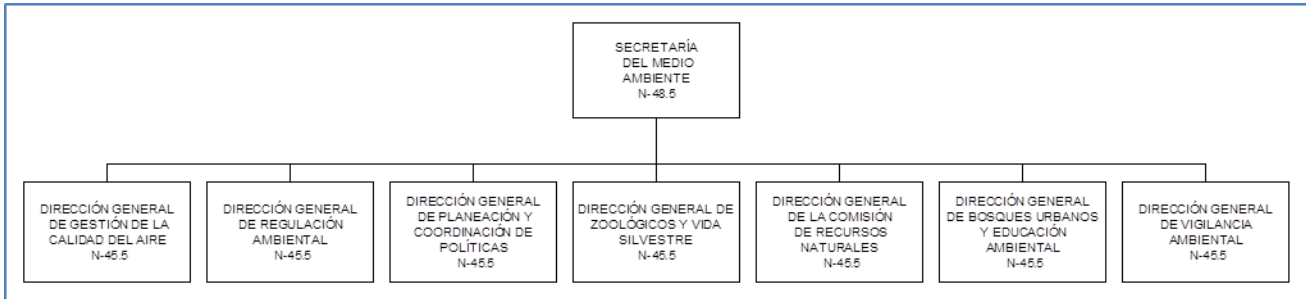 SECRETARÍA
DEL MEDIO
AMBIENTE
N-48.5
DIRECCIÓN GENERAL
DE GESTIÓN DE LA
CALIDAD DEL AIRE
N-45.5
DIRECCIÓN GENERAL
DE REGULACIÓN
AMBIENTAL
N-45.5
DIRECCIÓN GENERAL
DE PLANEACIÓN Y
COORDINACIÓN DE
POLÍTICAS
N-45.5
DIRECCIÓN GENERAL DE
ZOOLÓGICOS Y VIDA
SILVESTRE
N-45.5
DIRECCIÓN GENERAL
DE LA COMISIÓN
DE RECURSOS
NATURALES
N-45.5
DIRECCIÓN GENERAL
DE BOSQUES URBANOS
Y EDUCACIÓN
AMBIENTAL
N-45.5
DIRECCIÓN GENERAL
DE VIGILANCIA
AMBIENTAL
N-45.5